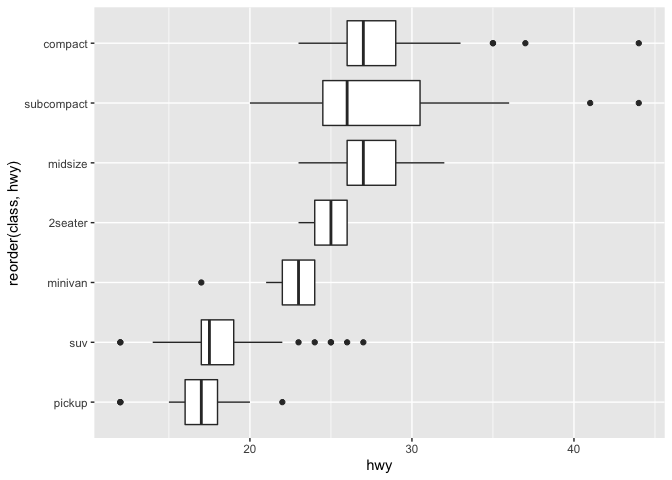 compact
subcompact
midsize
2seater
minivan
suv
pickup
reorder(class, hwy)
20 30 40
hwy